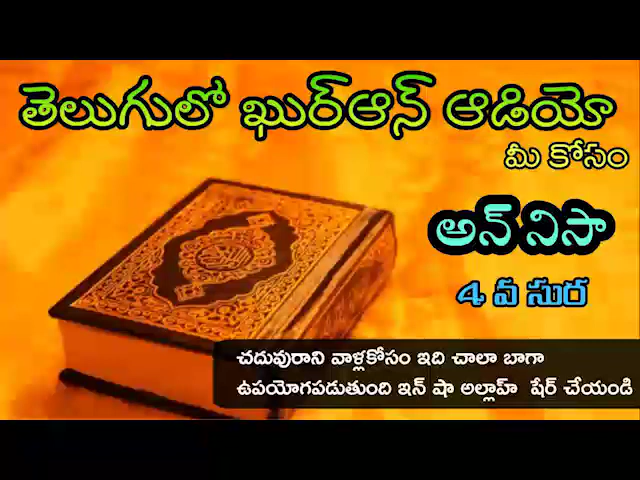 తెలుగులో ఖుర్ఆన్ ఆడియో
మీ కోసం
అన్ నిసా
4 వ సుర
చదువురాని వాళ్లకోసం ఇది చాలా బాగా
ఉపయోగపడుతుంది ఇన్ షా అల్లాహ్ షేర్ చేయండి